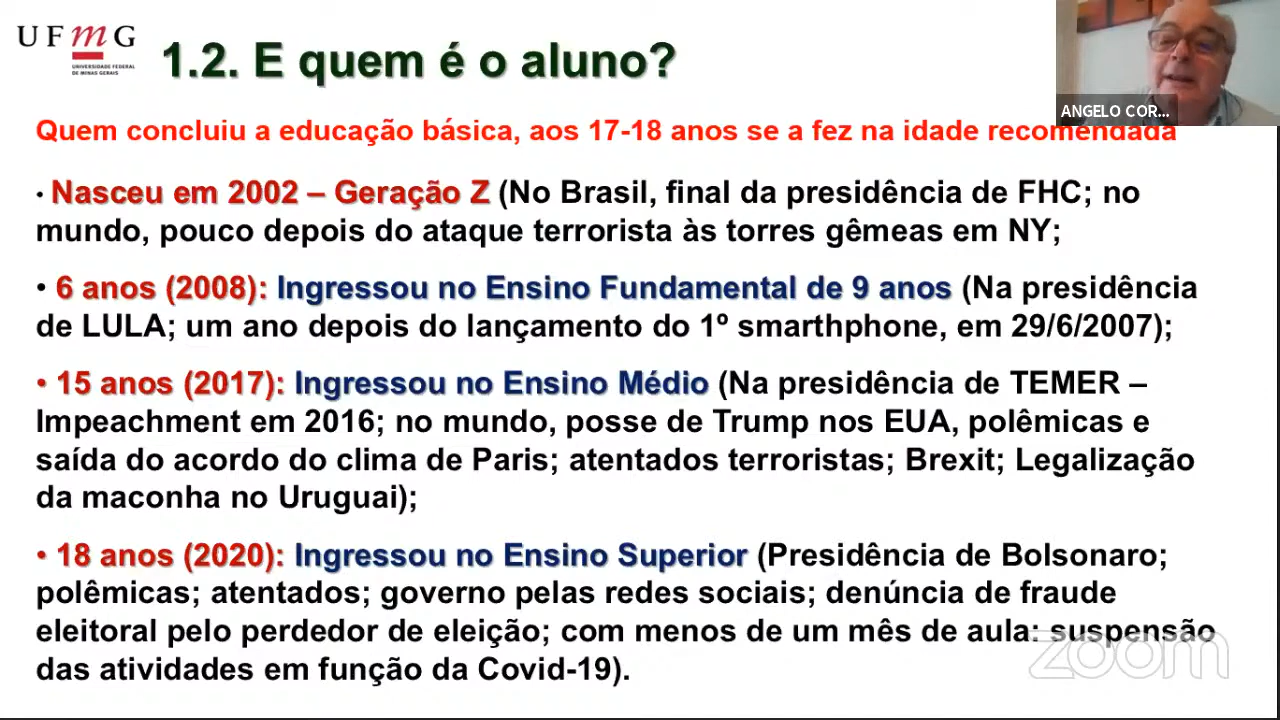 UFMG
UNIVERSIDADE FEDERAL
DE MINAS GERAIS
1.2. E quem é o aluno?
ANGELO COR...
Quem concluiu a educação básica, aos 17-18 anos se a fez na idade recomendada
• Nasceu em 2002 – Geração Z (No Brasil, final da presidência de FHC; no
mundo, pouco depois do ataque terrorista às torres gêmeas em NY;
• 6 anos (2008): Ingressou no Ensino Fundamental de 9 anos (Na presidência
de LULA; um ano depois do lançamento do 1º smarthphone, em 29/6/2007);
• 15 anos (2017): Ingressou no Ensino Médio (Na presidência de TEMER –
Impeachment em 2016; no mundo, posse de Trump nos EUA, polêmicas e
saída do acordo do clima de Paris; atentados terroristas; Brexit; Legalização
da maconha no Uruguai);
• 18 anos (2020): Ingressou no Ensino Superior (Presidência de Bolsonaro;
polêmicas; atentados; governo pelas redes sociais; denúncia de fraude
eleitoral pelo perdedor de eleição; com menos de um mês de aula: suspensão
das atividades em função da Covid-19).
zoom